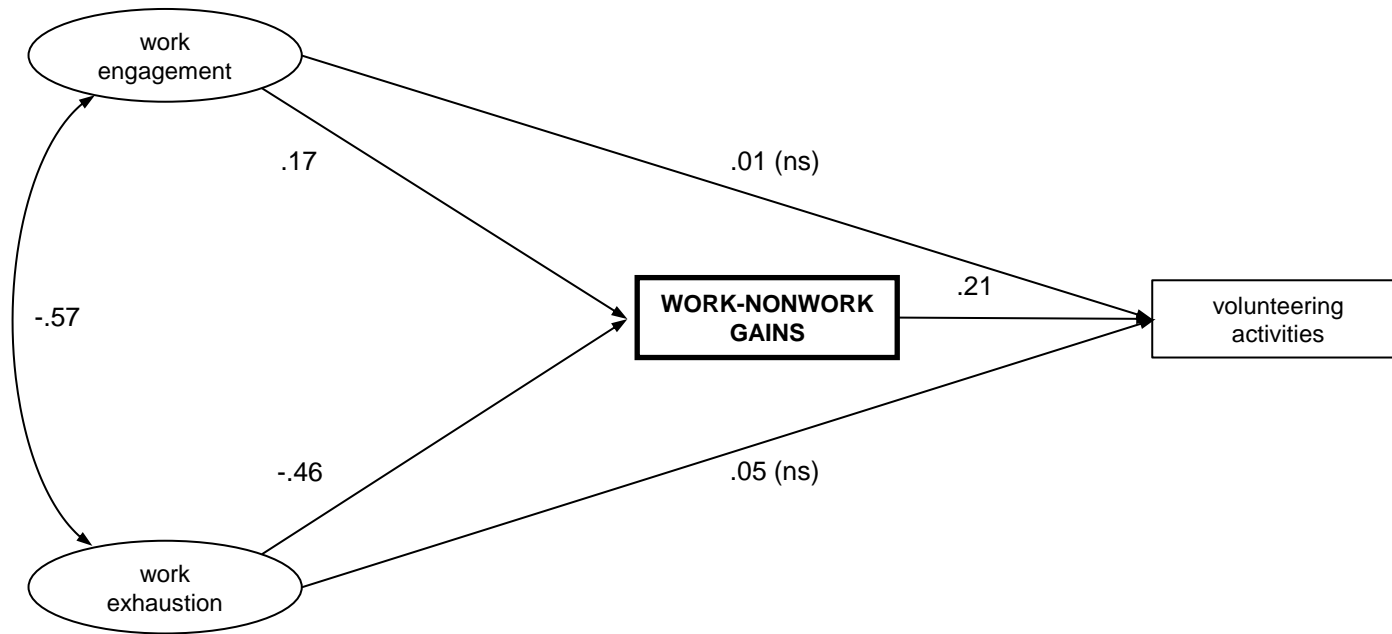 work
engagement
.17
.01 (ns)
-.57
WORK-NONWORK
GAINS
.21
volunteering
activities
-.46
.05 (ns)
work
exhaustion